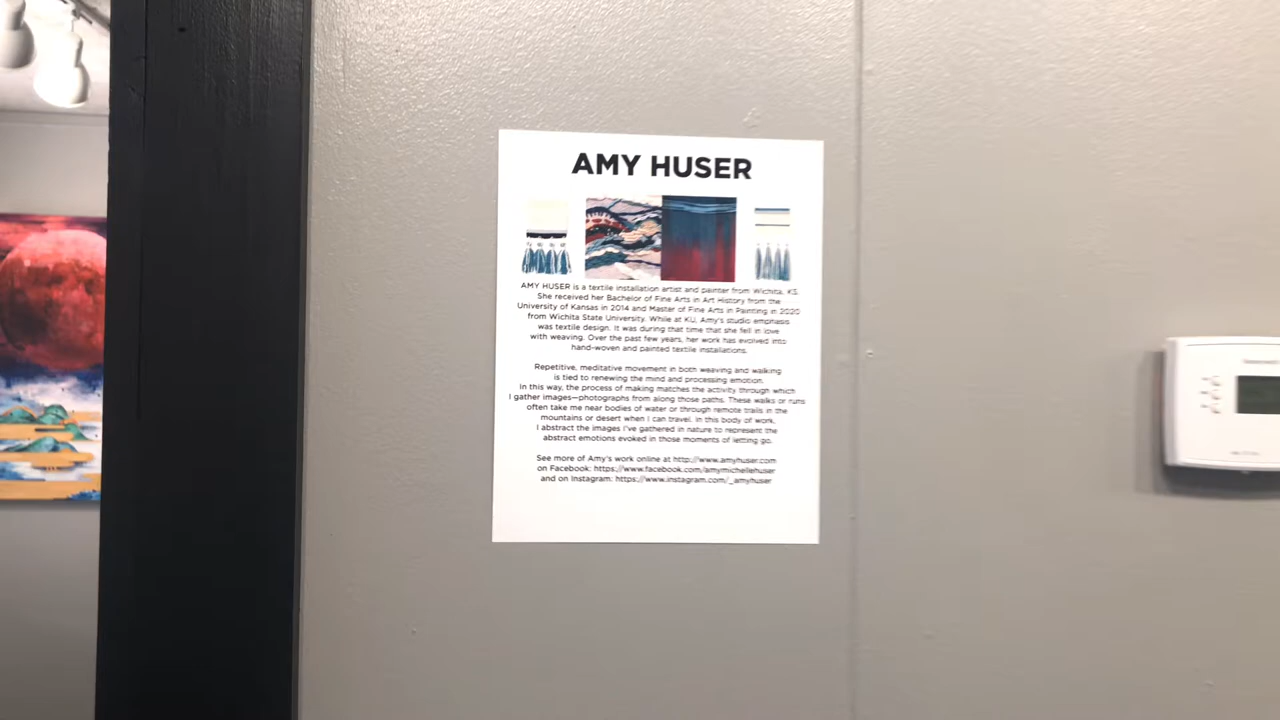 AMY HUSER
AMY HUSER is a textile installation artist and painter from Wichita, KS.
She received her Bachelor of Fine Arts in Art History from the
University of Kansas in 2014 and Master of Fine Arts in Painting in 2020
from Wichita State University. While at KU, Amy's studio emphasis
was textile design. It was during that time that she fell in love
with weaving. Over the past few years, her work has evolved into
hand-woven and painted textile installations.
Repetitive, meditative movement in both weaving and walking
is tied to renewing the mind and processing emotion.
In this way, the process of making matches the activity through which
I gather images—photographs from along those paths. These walks or runs
often take me near bodies of water or through remote trails in the
mountains or desert when I can travel. In this body of work,
I abstract the images I've gathered in nature to represent the
abstract emotions evoked in those moments of letting go.
See more of Amy's work online at http://www.amyhuser.com
on Facebook: https://www.facebook.com/amymichellehuser
and on Instagram: https://www.instagram.com/_amyhuser